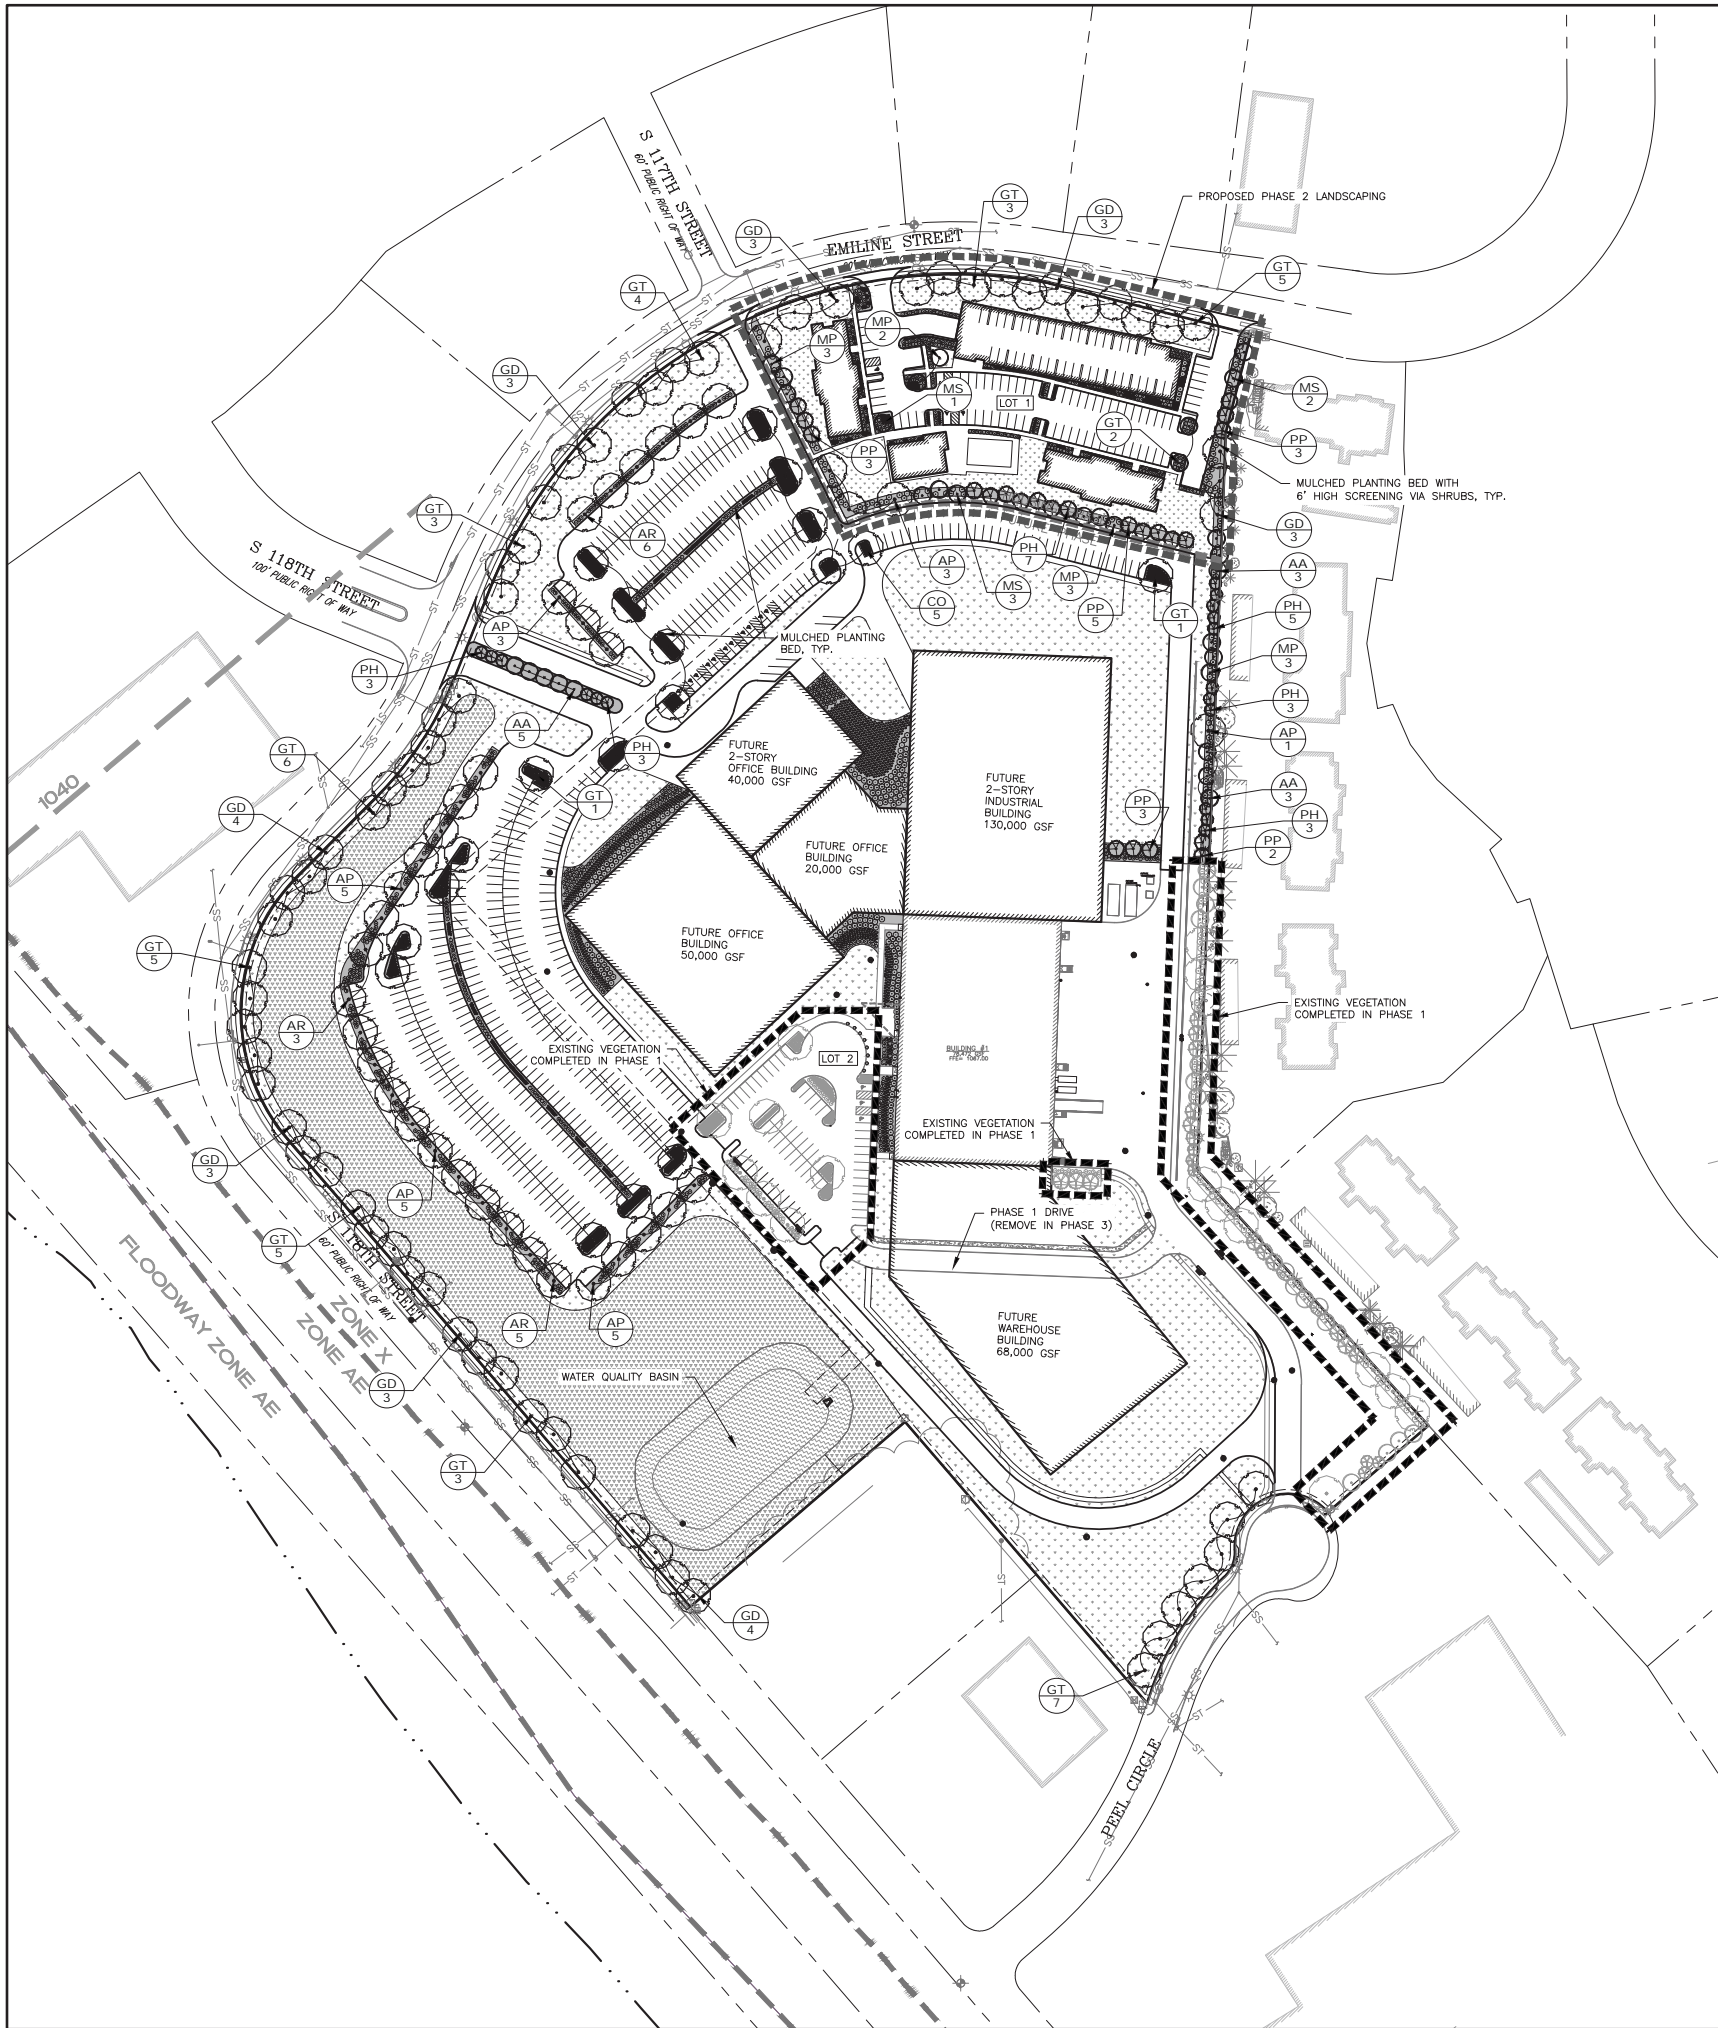 S 117TH STREET
60' PUBLIC RIGHT OF WAY
GT
3
GD
3
PROPOSED PHASE 2 LANDSCAPING
GD
3
EMILINE STREET
GT
5
GT
4
MP
2
MP
3
GD
3
MS
1
LOT 1
MS
2
GT
2
PP
3
PP
3
MULCHED PLANTING BED WITH
6' HIGH SCREENING VIA SHRUBS, TYP.
GT
3
GD
3
AR
6
S 118TH STREET
100' PUBLIC RIGHT OF WAY
PH
7
AP
3
MP
3
AA
3
MS
3
CO
5
PP
5
GT
1
PH
5
AP
3
MULCHED PLANTING
BED, TYP.
MP
3
PH
3
PH
3
AA
5
AP
1
PH
3
GT
6
FUTURE
2-STORY
OFFICE BUILDING
40,000 GSF
FUTURE
2-STORY
INDUSTRIAL
BUILDING
130,000 GSF
1040
GT
1
AA
3
GD
4
PP
3
PH
3
PP
2
FUTURE OFFICE
BUILDING
20,000 GSF
AP
5
FUTURE OFFICE
BUILDING
50,000 GSF
GT
5
EXISTING VEGETATION
COMPLETED IN PHASE 1
AR
3
EXISTING VEGETATION
COMPLETED IN PHASE 1
LOT 2
BUILDING #1
EXISTING VEGETATION
COMPLETED IN PHASE 1
GD
3
AP
5
PHASE 1 DRIVE
(REMOVE IN PHASE 3)
S 118TH STREET
60' PUBLIC RIGHT OF WAY
GT
5
FLOODWAY ZONE AE
ZONE X
ZONE AE
AR
5
AP
5
FUTURE
WAREHOUSE
BUILDING
68,000 GSF
WATER QUALITY BASIN
GD
3
GT
3
GD
4
GT
7
PEEL CIRCLE